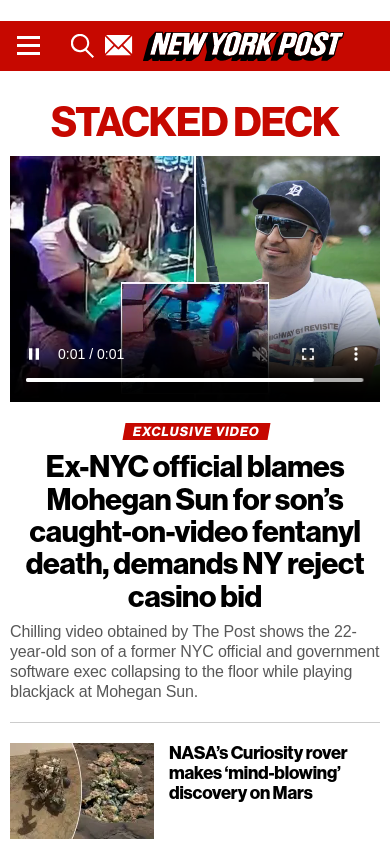 NEW YORK POST
STACKED DECK
D
HIGHWAY 61 REVISITE
0:01 / 0:01
EXCLUSIVE VIDEO
Ex-NYC official blames
Mohegan Sun for son’s
caught-on-video fentanyl
death, demands NY reject
casino bid
Chilling video obtained by The Post shows the 22-
year-old son of a former NYC official and government
software exec collapsing to the floor while playing
blackjack at Mohegan Sun.
NASA’s Curiosity rover
makes ‘mind-blowing’
discovery on Mars